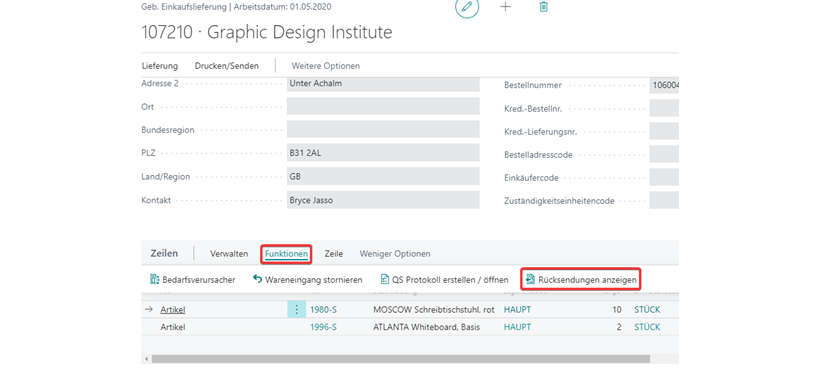 Geb. Einkaufslieferung | Arbeitsdatum: 01.05.2020
107210 · Graphic Design Institute
Lieferung Drucken/Senden Weitere Optionen
Adresse 2 Unter Achalm
Bestellnummer 106004
Ort
Kred.-Bestellnr.
Bundesregion
Kred.-Lieferungsnr.
PLZ B31 2AL
Bestelladresscode
Land/Region GB
Einkäufercode
Kontakt Bryce Jasso
Zuständigkeitseinheitencode
Zeilen Verwalten Funktionen Zeile Weniger Optionen
Bedarfsverursacher Wareneingang stornieren QS Protokoll erstellen / öffnen Rücksendungen anzeigen
Artikel 1980-S MOSCOW Schreibtischstuhl, rot HAUPT 10 STÜCK
Artikel 1996-S ATLANTA Whiteboard, Basis HAUPT 2 STÜCK